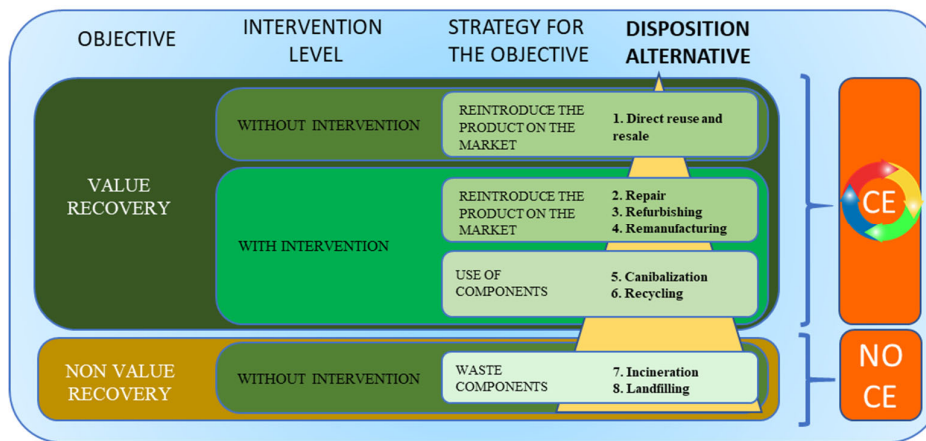 OBJECTIVE
INTERVENTION
LEVEL
STRATEGY FOR
THE OBJECTIVE
DISPOSITION
ALTERNATIVE
VALUE
RECOVERY
WITHOUT INTERVENTION
REINTRODUCE THE
PRODUCT ON THE
MARKET
1. Direct reuse and
resale
WITH INTERVENTION
REINTRODUCE THE
PRODUCT ON THE
MARKET
2. Repair
3. Refurbishing
4. Remanufacturing
USE OF
COMPONENTS
5. Canibalization
6. Recycling
CE
NON VALUE
RECOVERY
WITHOUT INTERVENTION
WASTE
COMPONENTS
7. Incineration
8. Landfilling
NO
CE